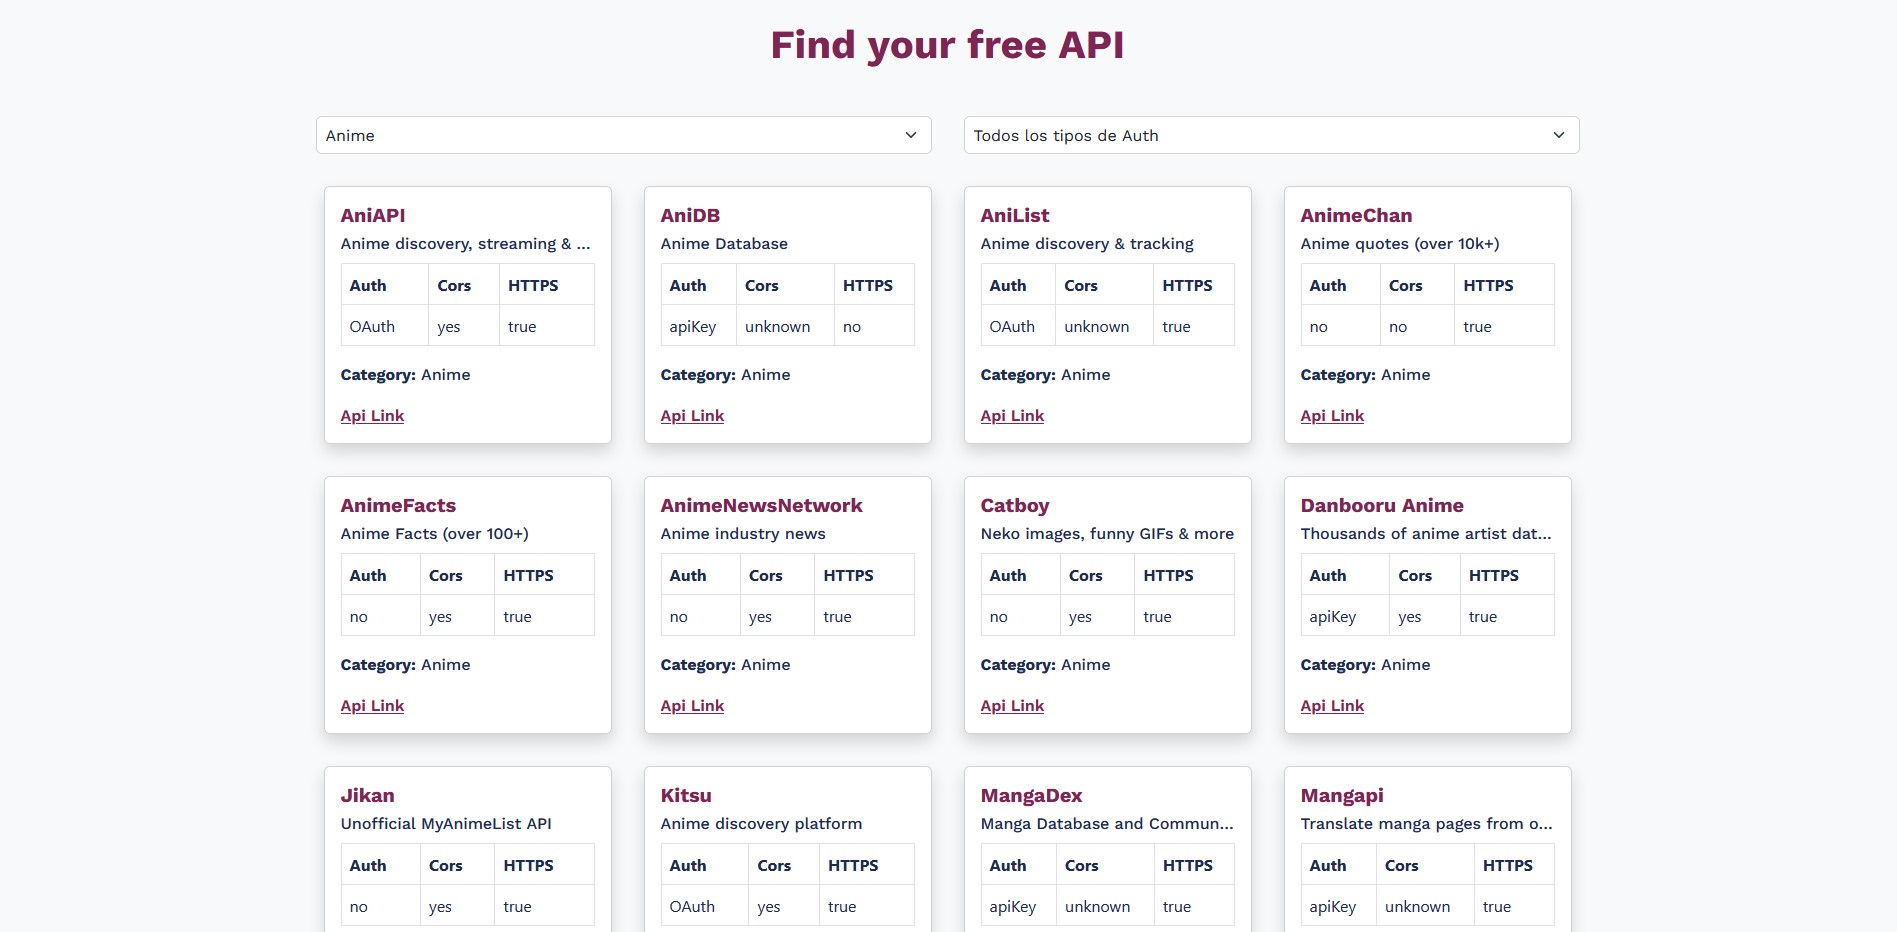 Find your free API
Anime
Todos los tipos de Auth
AniAPI
Anime discovery, streaming & ...
Auth Cors HTTPS
OAuth yes true
Category: Anime
Api Link
AniDB
Anime Database
Auth Cors HTTPS
apiKey unknown no
Category: Anime
Api Link
AniList
Anime discovery & tracking
Auth Cors HTTPS
OAuth unknown true
Category: Anime
Api Link
AnimeChan
Anime quotes (over 10k+)
Auth Cors HTTPS
no no true
Category: Anime
Api Link
AnimeFacts
Anime Facts (over 100+)
Auth Cors HTTPS
no yes true
Category: Anime
Api Link
AnimeNewsNetwork
Anime industry news
Auth Cors HTTPS
no yes true
Category: Anime
Api Link
Catboy
Neko images, funny GIFs & more
Auth Cors HTTPS
no yes true
Category: Anime
Api Link
Danbooru Anime
Thousands of anime artist dat...
Auth Cors HTTPS
apiKey yes true
Category: Anime
Api Link
Jikan
Unofficial MyAnimeList API
Auth Cors HTTPS
no yes true
Kitsu
Anime discovery platform
Auth Cors HTTPS
OAuth yes true
MangaDex
Manga Database and Commun...
Auth Cors HTTPS
apiKey unknown true
Mangapi
Translate manga pages from o...
Auth Cors HTTPS
apiKey unknown true